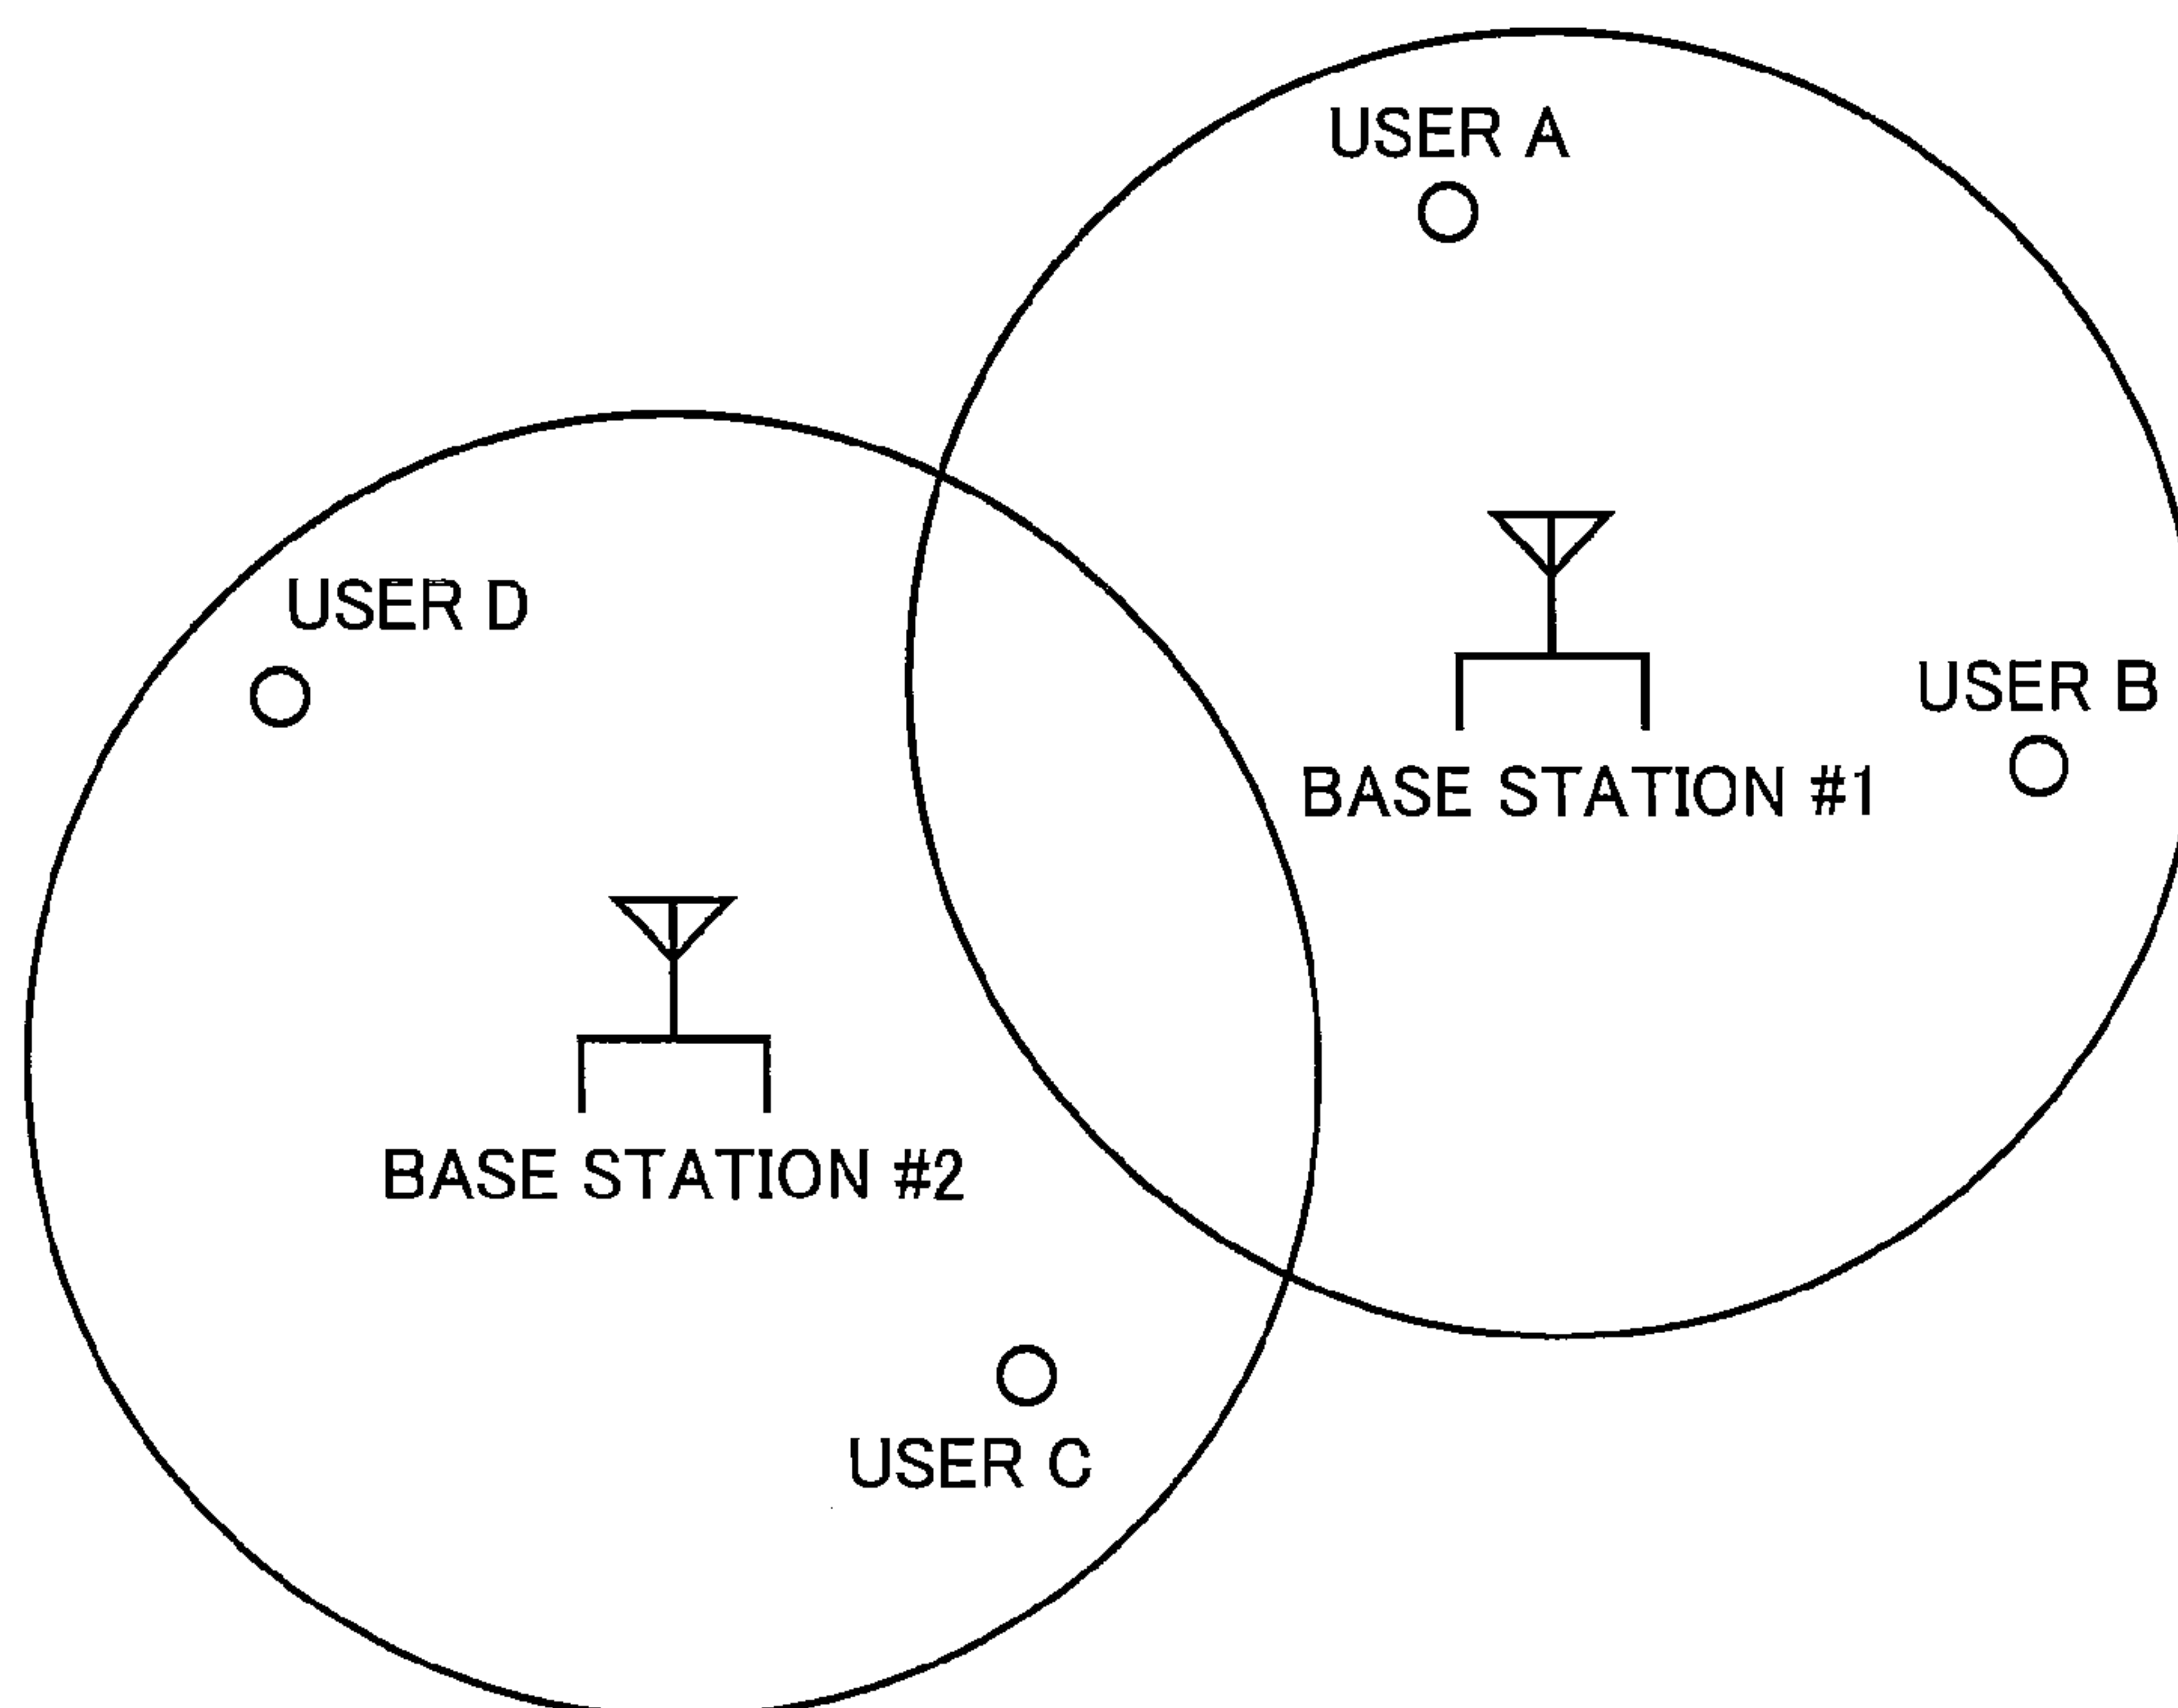 USER A
USER D
USER B
BASE STATION #1
BASE STATION #2
USER C